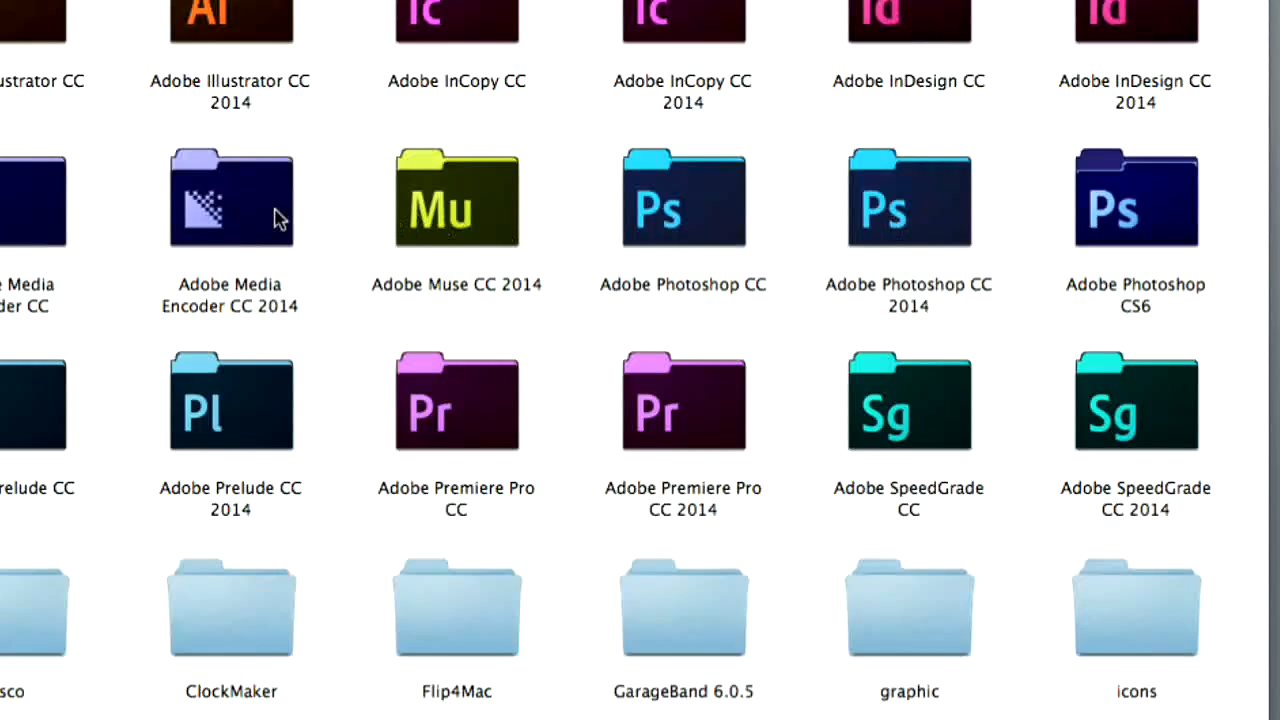 Ai Ic Ic Id Id
ustrator CC Adobe Illustrator CC Adobe InCopy CC Adobe InCopy CC Adobe InDesign CC Adobe InDesign CC
2014 2014 2014
Mu Ps Ps Ps
e Media Adobe Media Adobe Muse CC 2014 Adobe Photoshop CC Adobe Photoshop CC Adobe Photoshop
der CC Encoder CC 2014 2014 CS6
Pl Pr Pr Sg Sg
relude CC Adobe Prelude CC Adobe Premiere Pro Adobe Premiere Pro Adobe SpeedGrade Adobe SpeedGrade
2014 CC CC 2014 CC CC 2014
sco ClockMaker Flip4Mac GarageBand 6.0.5 graphic icons